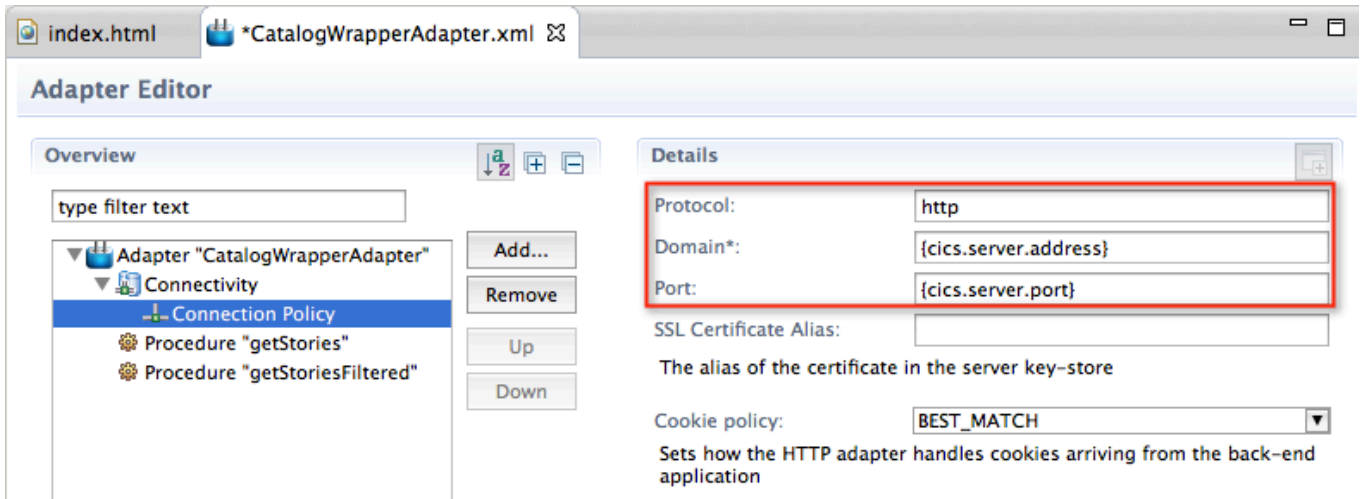 index.html
*CatalogWrapperAdapter.xml
Adapter Editor
Overview
type filter text
Adapter "CatalogWrapperAdapter"
Connectivity
Connection Policy
Procedure "getStories"
Procedure "getStoriesFiltered"
Add...
Remove
Up
Down
Details
Protocol: http
Domain*: {cics.server.address}
Port: {cics.server.port}
SSL Certificate Alias:
The alias of the certificate in the server key-store
Cookie policy: BEST_MATCH
Sets how the HTTP adapter handles cookies arriving from the back-end
application